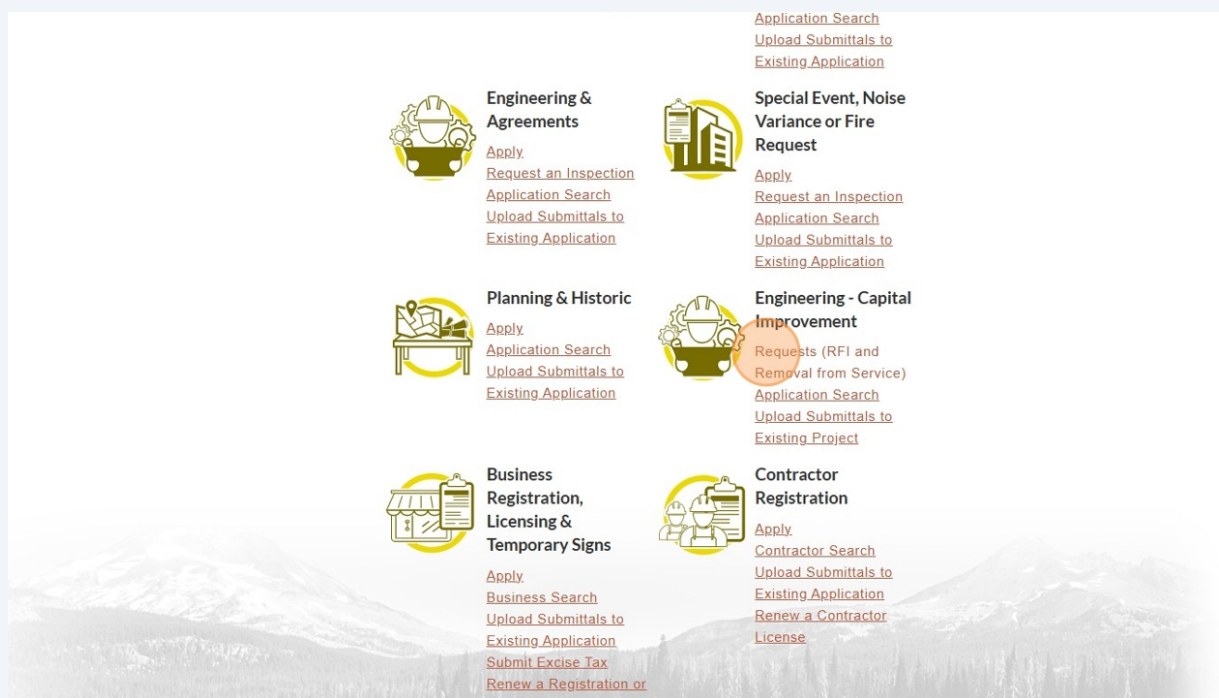 Application Search
Upload Submittals to
Existing Application
Engineering &
Agreements
Apply
Request an Inspection
Application Search
Upload Submittals to
Existing Application
Special Event, Noise
Variance or Fire
Request
Apply
Request an Inspection
Application Search
Upload Submittals to
Existing Application
Planning & Historic
Apply
Application Search
Upload Submittals to
Existing Application
Engineering - Capital
Improvement
Requests (RFI and
Removal from Service)
Application Search
Upload Submittals to
Existing Project
Business
Registration,
Licensing &
Temporary Signs
Apply
Business Search
Upload Submittals to
Existing Application
Submit Excise Tax
Renew a Registration or
Contractor
Registration
Apply
Contractor Search
Upload Submittals to
Existing Application
Renew a Contractor
License